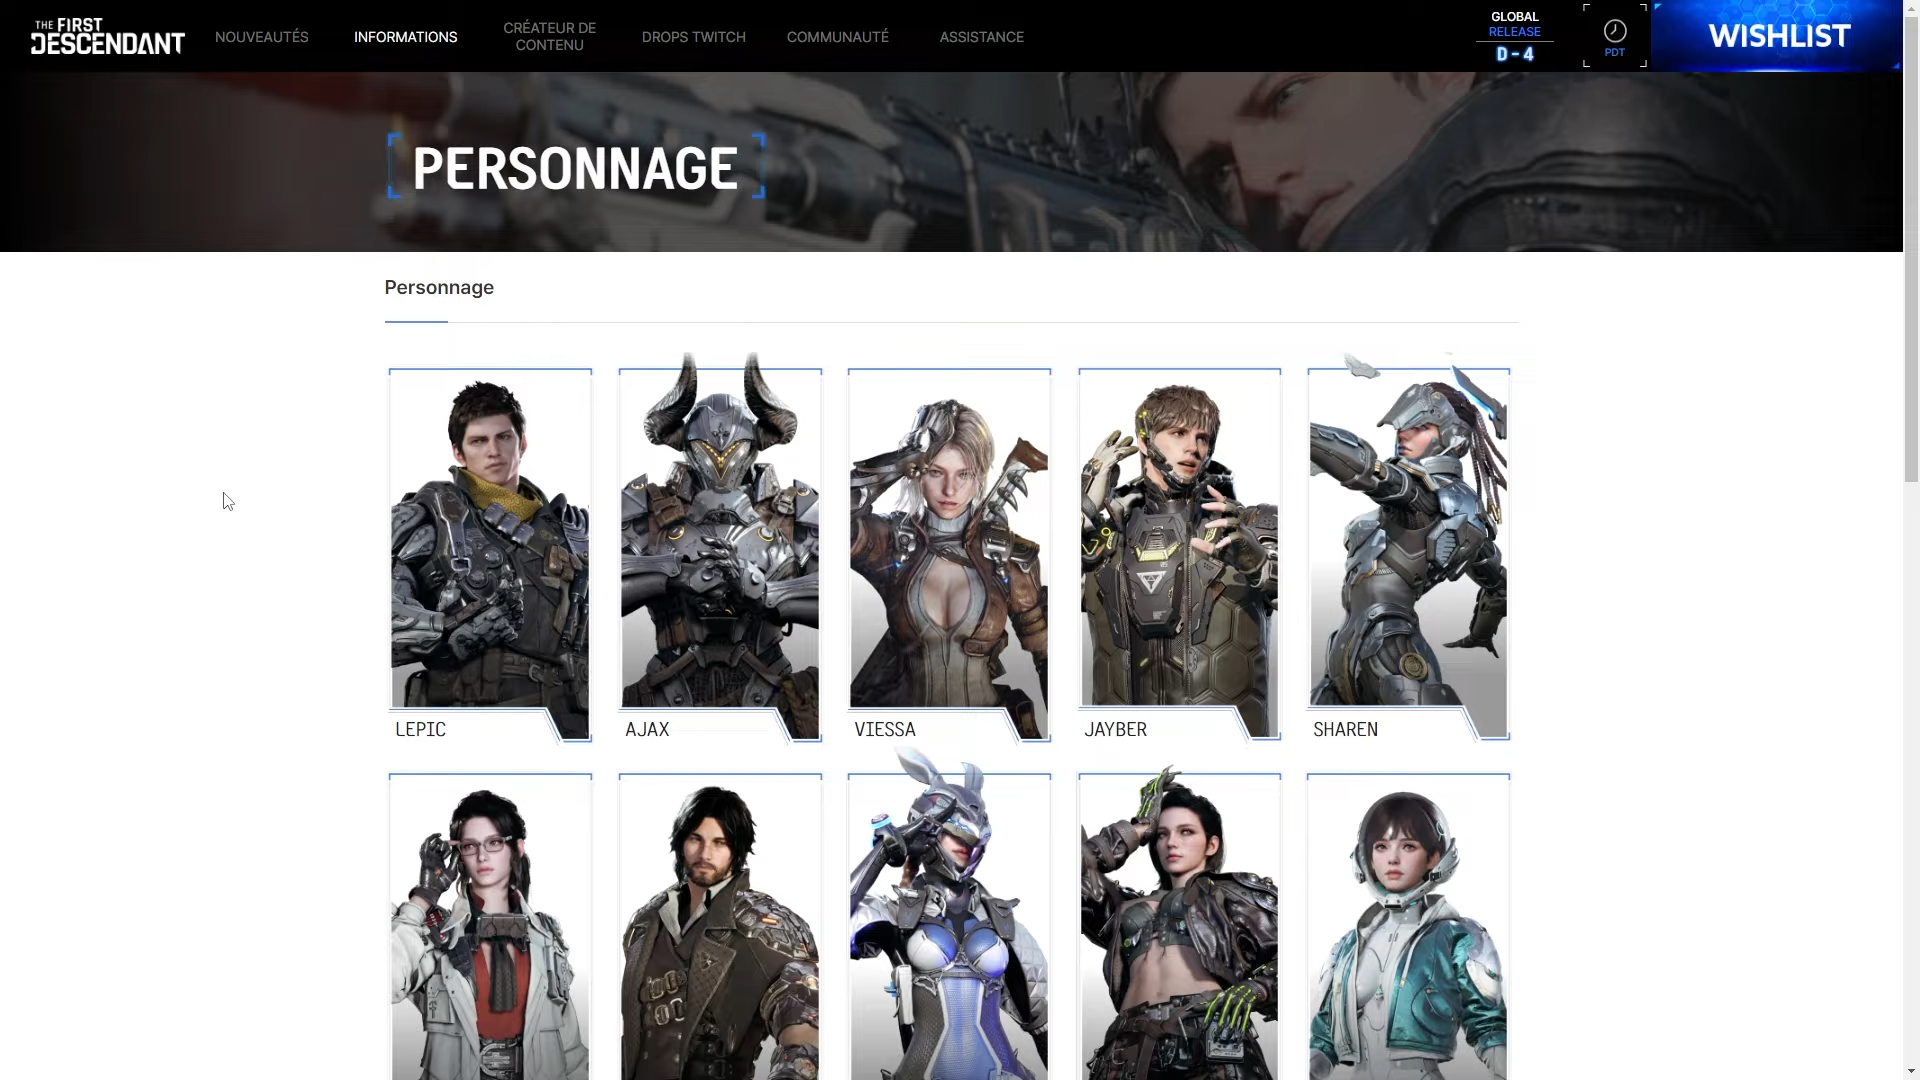 THE FIRST
DESCENDANT
NOUVEAUTÉS
INFORMATIONS
CRÉATEUR DE
CONTENU
DROPS TWITCH
COMMUNAUTÉ
ASSISTANCE
GLOBAL
RELEASE
D-4
PDT
WISHLIST
PERSONNAGE
Personnage
LEPIC
AJAX
VIESSA
JAYBER
SHAREN